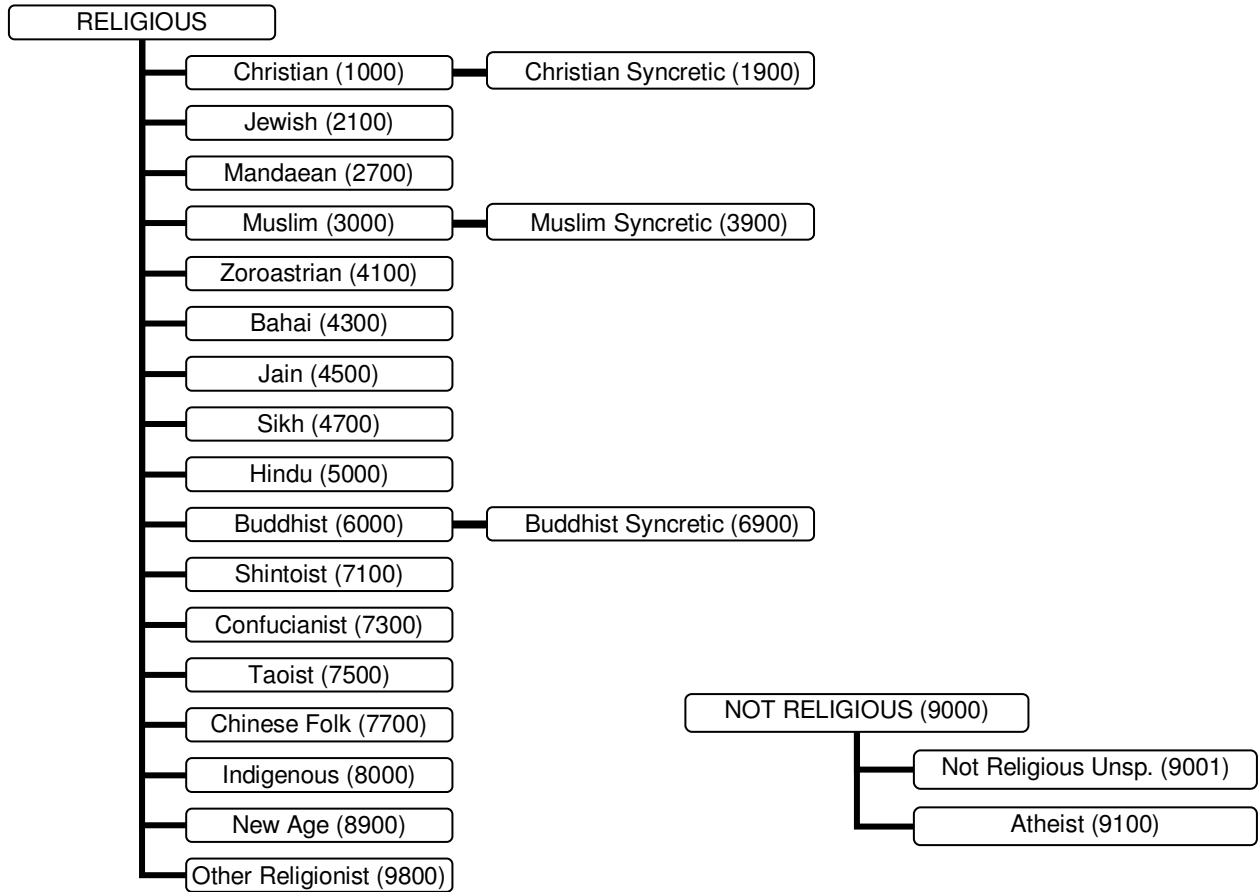 RELIGIOUS
Christian (1000)
Christian Syncretic (1900)
Jewish (2100)
Mandaean (2700)
Muslim (3000)
Muslim Syncretic (3900)
Zoroastrian (4100)
Bahai (4300)
Jain (4500)
Sikh (4700)
Hindu (5000)
Buddhist (6000)
Buddhist Syncretic (6900)
Shintoist (7100)
Confucianist (7300)
Taoist (7500)
Chinese Folk (7700)
Indigenous (8000)
New Age (8900)
Other Religionist (9800)
NOT RELIGIOUS (9000)
Not Religious Unsp. (9001)
Atheist (9100)